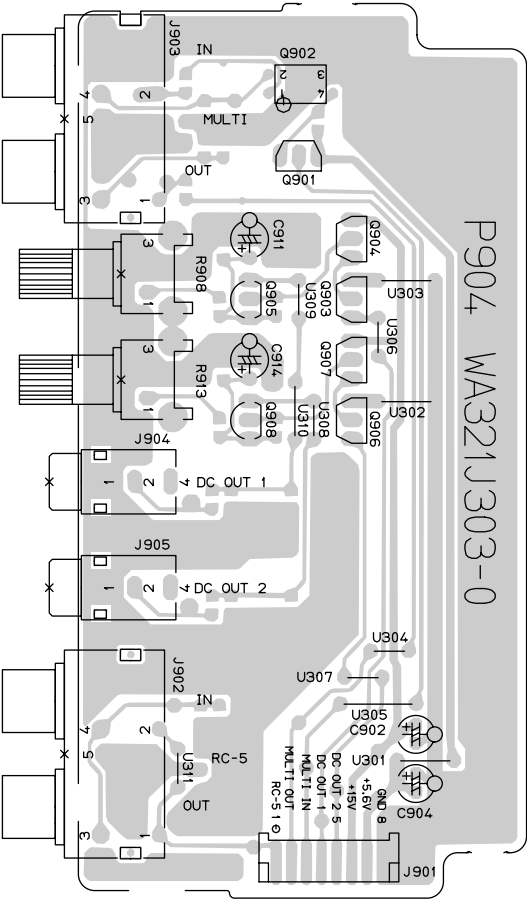 J903
IN
Q902
2
3
4
4
2
5
MULTI
3
1
OUT
Q901
P904 WA321J303-0
3
1
R908
C911
Q904
Q905
U309
Q903
U303
U306
3
1
R913
C914
Q907
Q908
U310
U308
Q906
U302
J904
1
2
4
DC OUT 1
J905
1
2
4
DC OUT 2
U304
U307
J902
IN
4
2
5
U311
RC-5
OUT
3
1
U305
C902
U301
C904
GND 8
+5.6V
+15V
DC OUT 2 5
DC OUT 1
MULTI IN
MULTI OUT
RC-5 1
J901